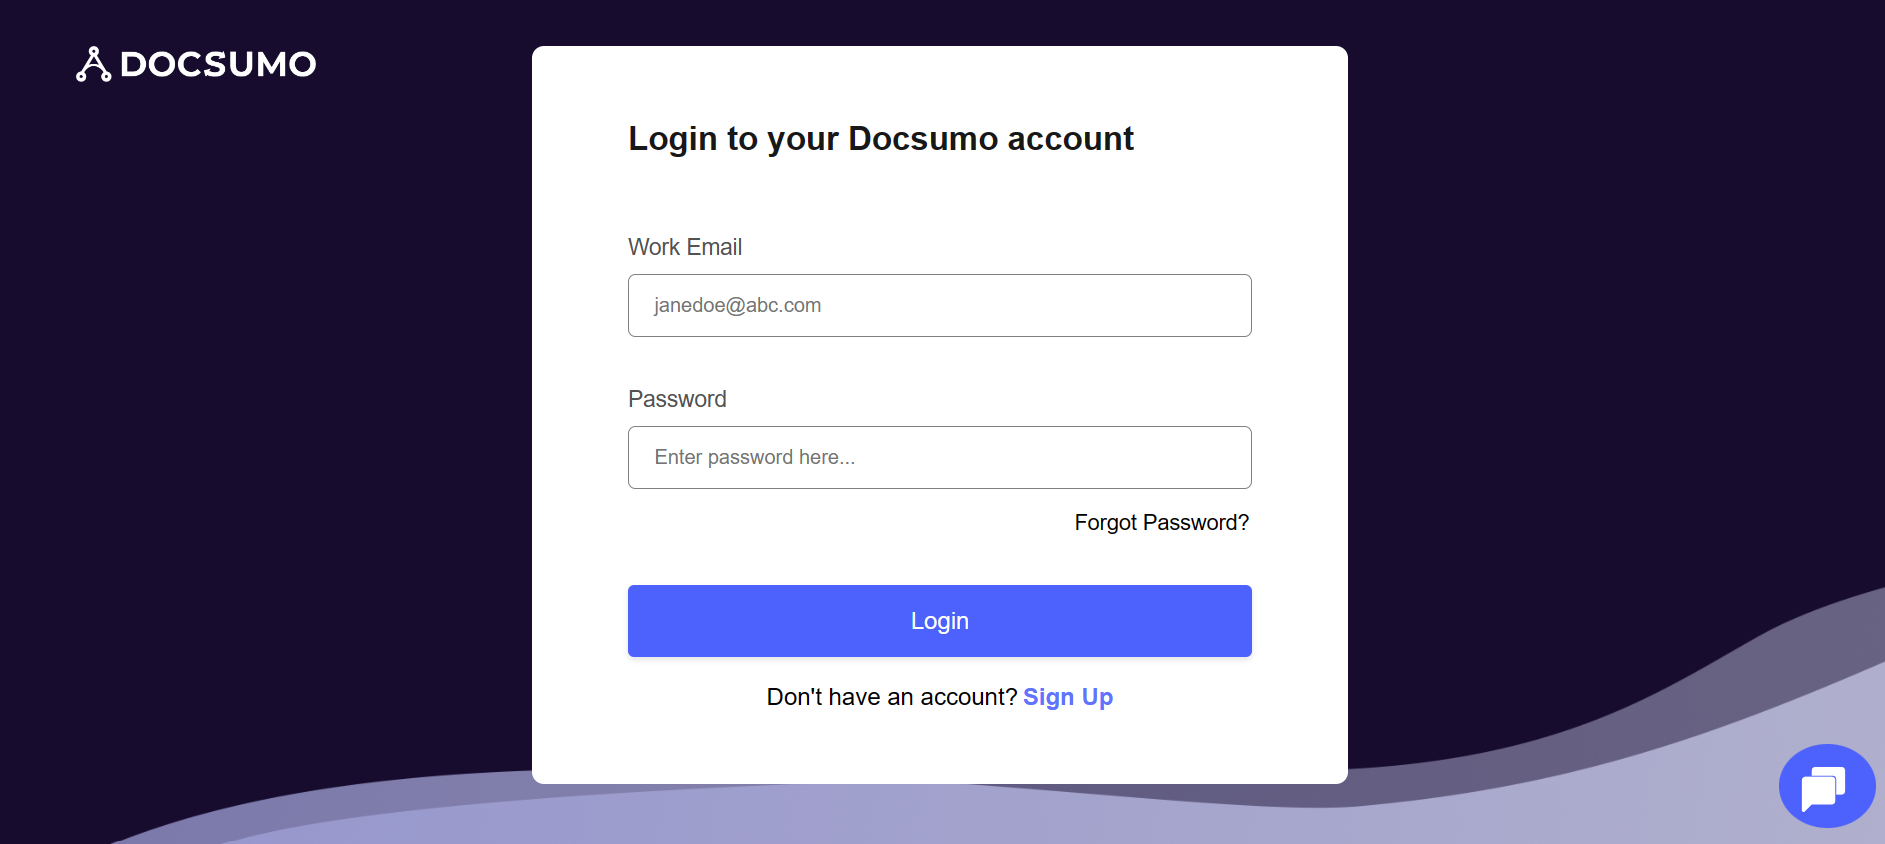 DOCSUMO
Login to your Docsumo account
Work Email
janedoe@abc.com
Password
Enter password here...
Forgot Password?
Login
Don't have an account? Sign Up